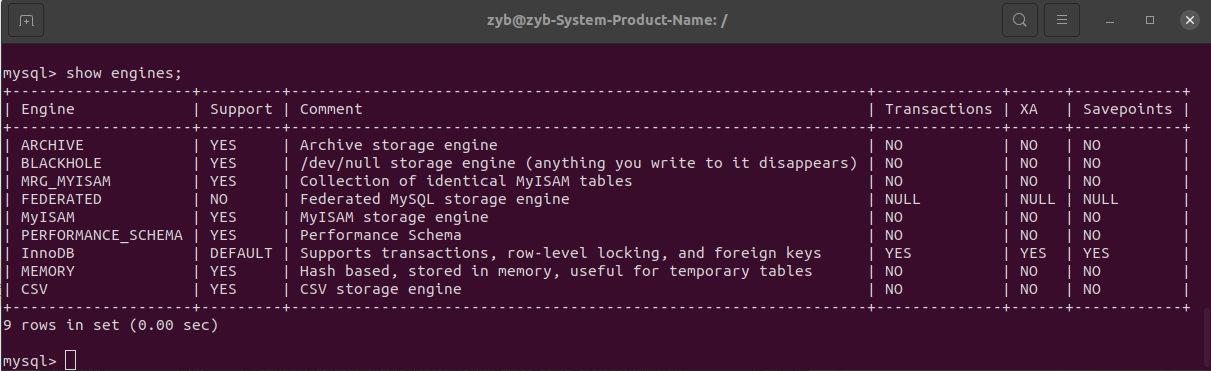 zyb@zyb-System-Product-Name: /
mysql> show engines;
+--------------------+---------+----------------------------------------------------------------+--------------+------+------------+
| Engine             | Support | Comment                                                        | Transactions | XA   | Savepoints |
+--------------------+---------+----------------------------------------------------------------+--------------+------+------------+
| ARCHIVE            | YES     | Archive storage engine                                         | NO           | NO   | NO         |
| BLACKHOLE          | YES     | /dev/null storage engine (anything you write to it disappears) | NO           | NO   | NO         |
| MRG_MYISAM         | YES     | Collection of identical MyISAM tables                          | NO           | NO   | NO         |
| FEDERATED          | NO      | Federated MySQL storage engine                                 | NULL         | NULL | NULL       |
| MyISAM             | YES     | MyISAM storage engine                                          | NO           | NO   | NO         |
| PERFORMANCE_SCHEMA | YES     | Performance Schema                                             | NO           | NO   | NO         |
| InnoDB             | DEFAULT | Supports transactions, row-level locking, and foreign keys     | YES          | YES  | YES        |
| MEMORY             | YES     | Hash based, stored in memory, useful for temporary tables      | NO           | NO   | NO         |
| CSV                | YES     | CSV storage engine                                             | NO           | NO   | NO         |
+--------------------+---------+----------------------------------------------------------------+--------------+------+------------+
9 rows in set (0.00 sec)
mysql>